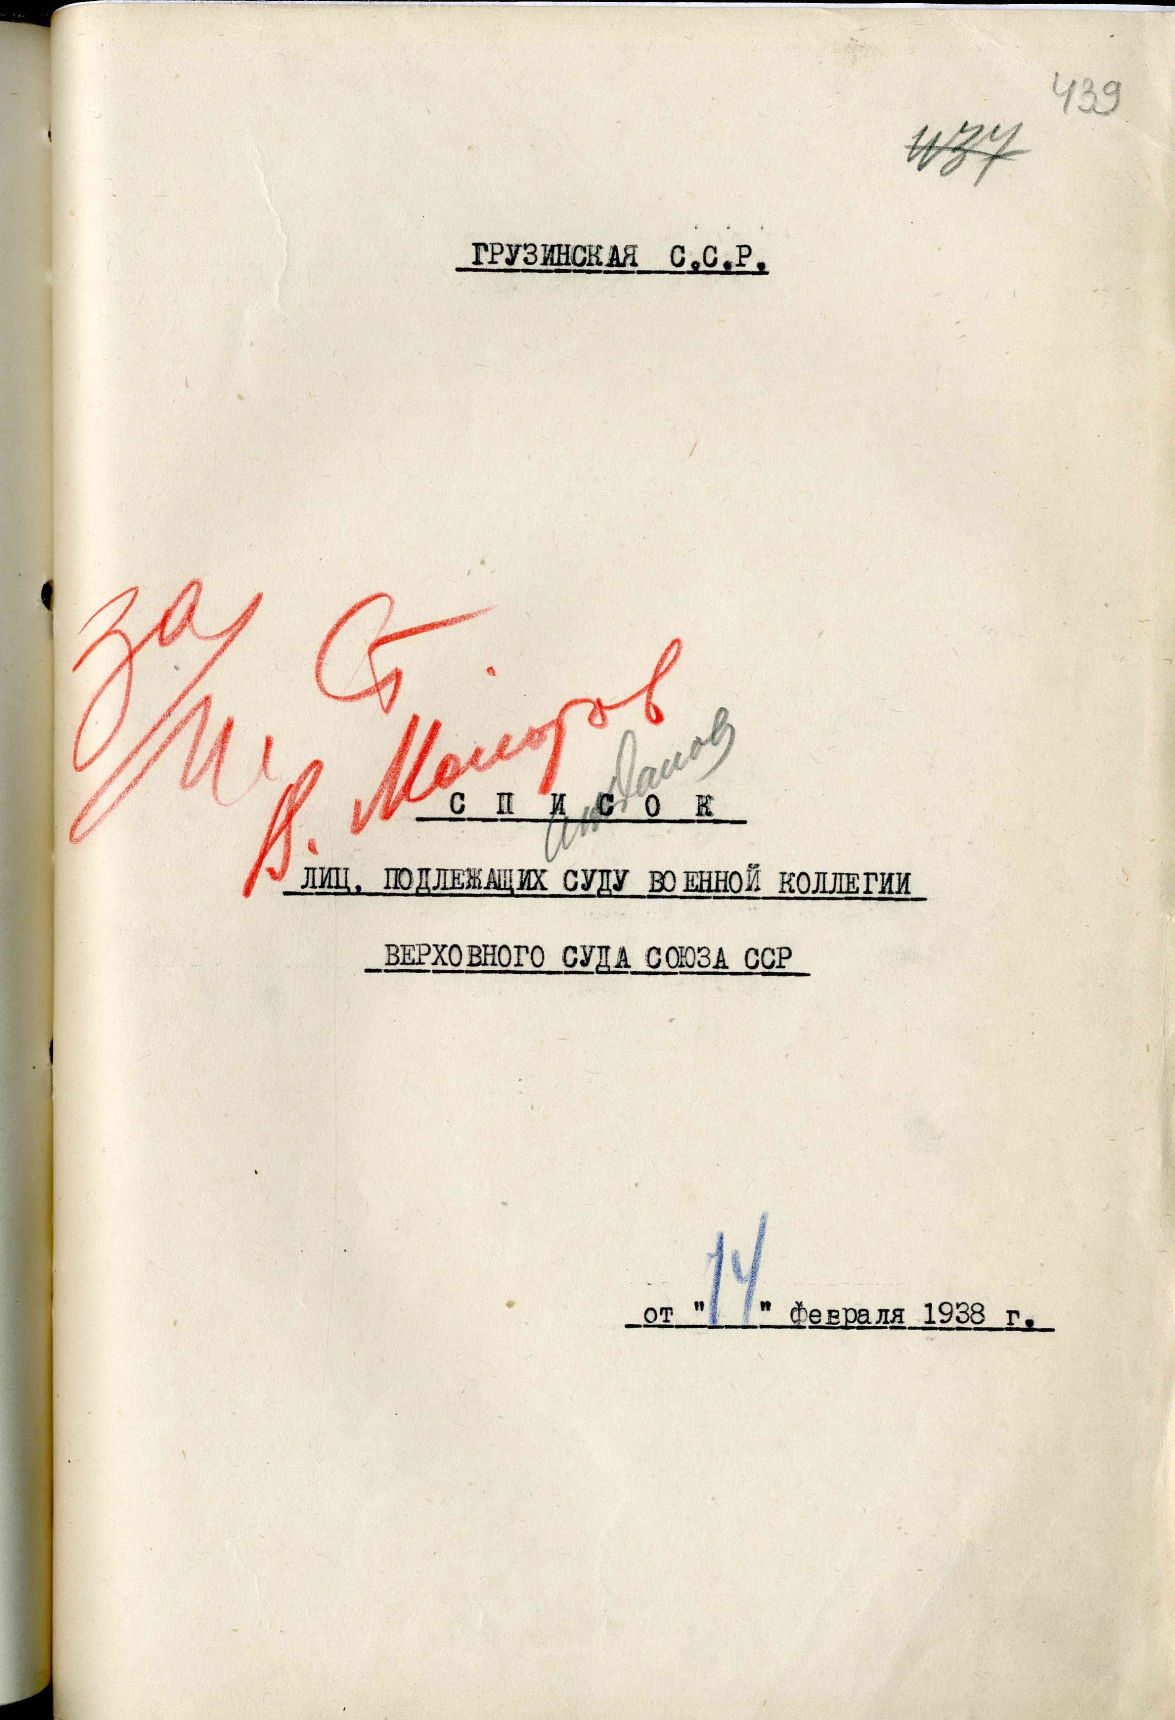 439
437
ГРУЗИНСКАЯ С.С.Р.
за
Ст
В. Молотов
Жданов
С П И С О К
ЛИЦ, ПОДЛЕЖАЩИХ СУДУ ВОЕННОЙ КОЛЛЕГИИ
ВЕРХОВНОГО СУДА СОЮЗА ССР
от "14" февраля 1938 г.